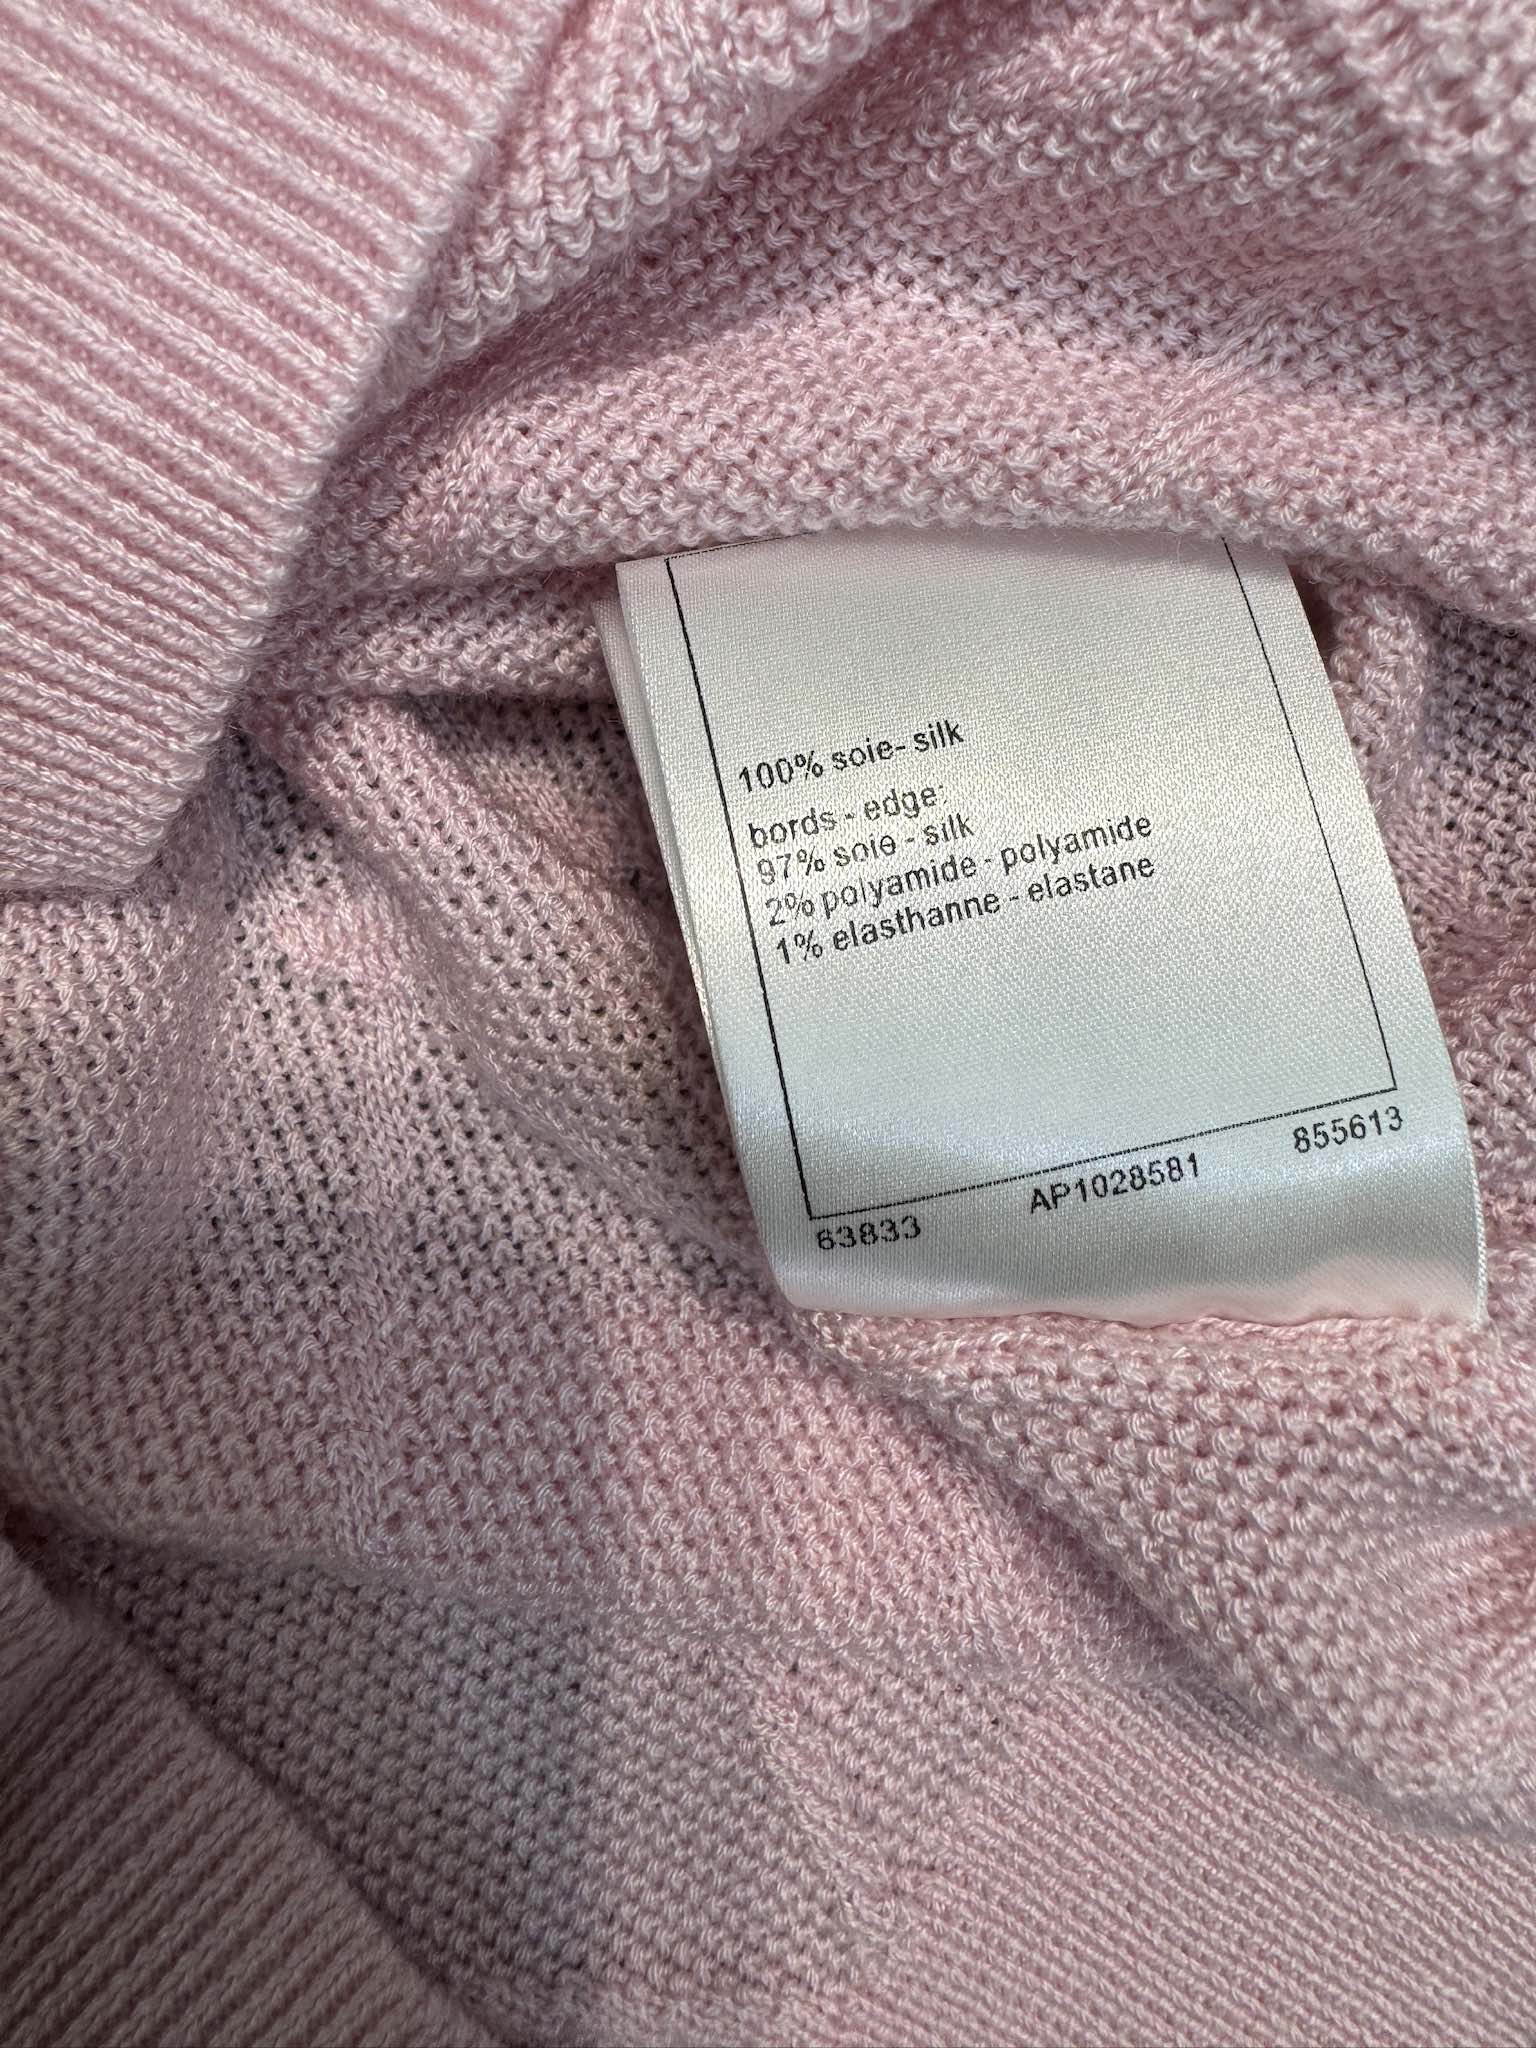 100% soie- silk
bords - edge:
97% soie - silk
2% polyamide - polyamide
1% elasthanne - elastane
63833 AP1028581 855613